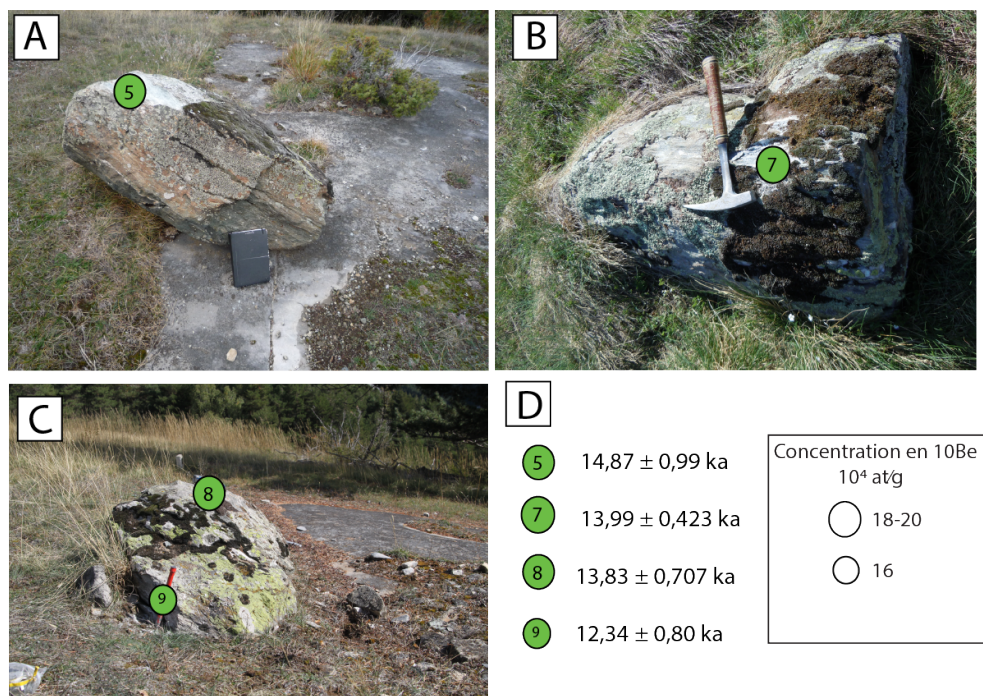 A
5
B
7
C
8
9
D
5 14,87 ± 0,99 ka
7 13,99 ± 0,423 ka
8 13,83 ± 0,707 ka
9 12,34 ± 0,80 ka
Concentration en 10Be
10⁴ at/g
18-20
16